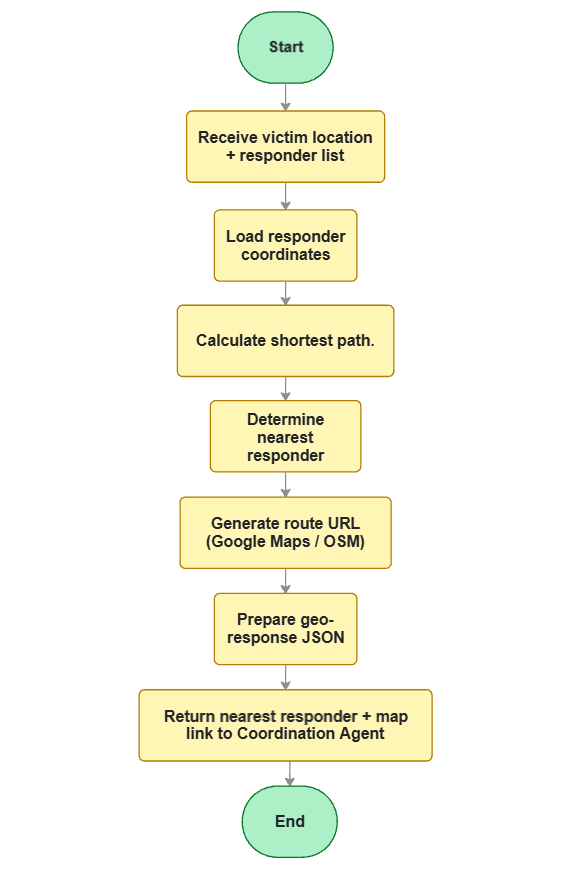 Start
Receive victim location
+ responder list
Load responder
coordinates
Calculate shortest path.
Determine
nearest
responder
Generate route URL
(Google Maps / OSM)
Prepare geo-
response JSON
Return nearest responder + map
link to Coordination Agent
End